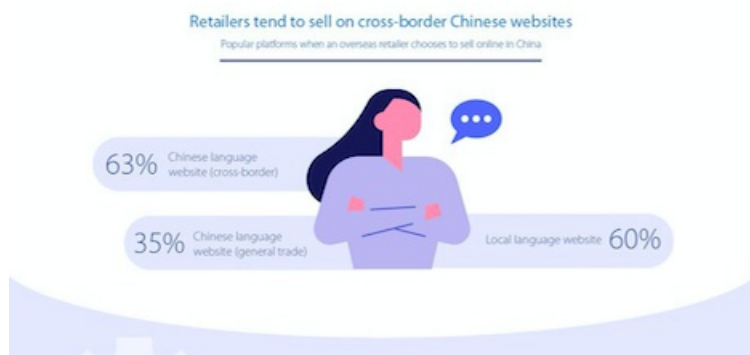 Retailers tend to sell on cross-border Chinese websites
Popular platforms when an overseas retailer chooses to sell online in China
63% Chinese language
website (cross-border)
35% Chinese language
website (general trade)
Local language website 60%